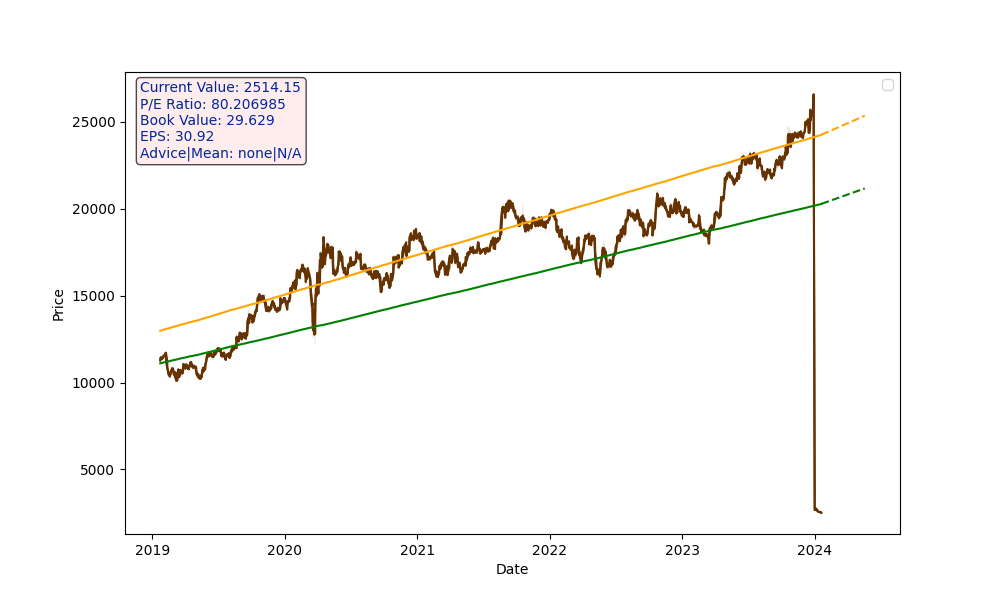 Current Value: 2514.15
P/E Ratio: 80.206985
Book Value: 29.629
EPS: 30.92
Advice|Mean: none|N/A
25000
20000
15000
10000
5000
Price
2019 2020 2021 2022 2023 2024
Date